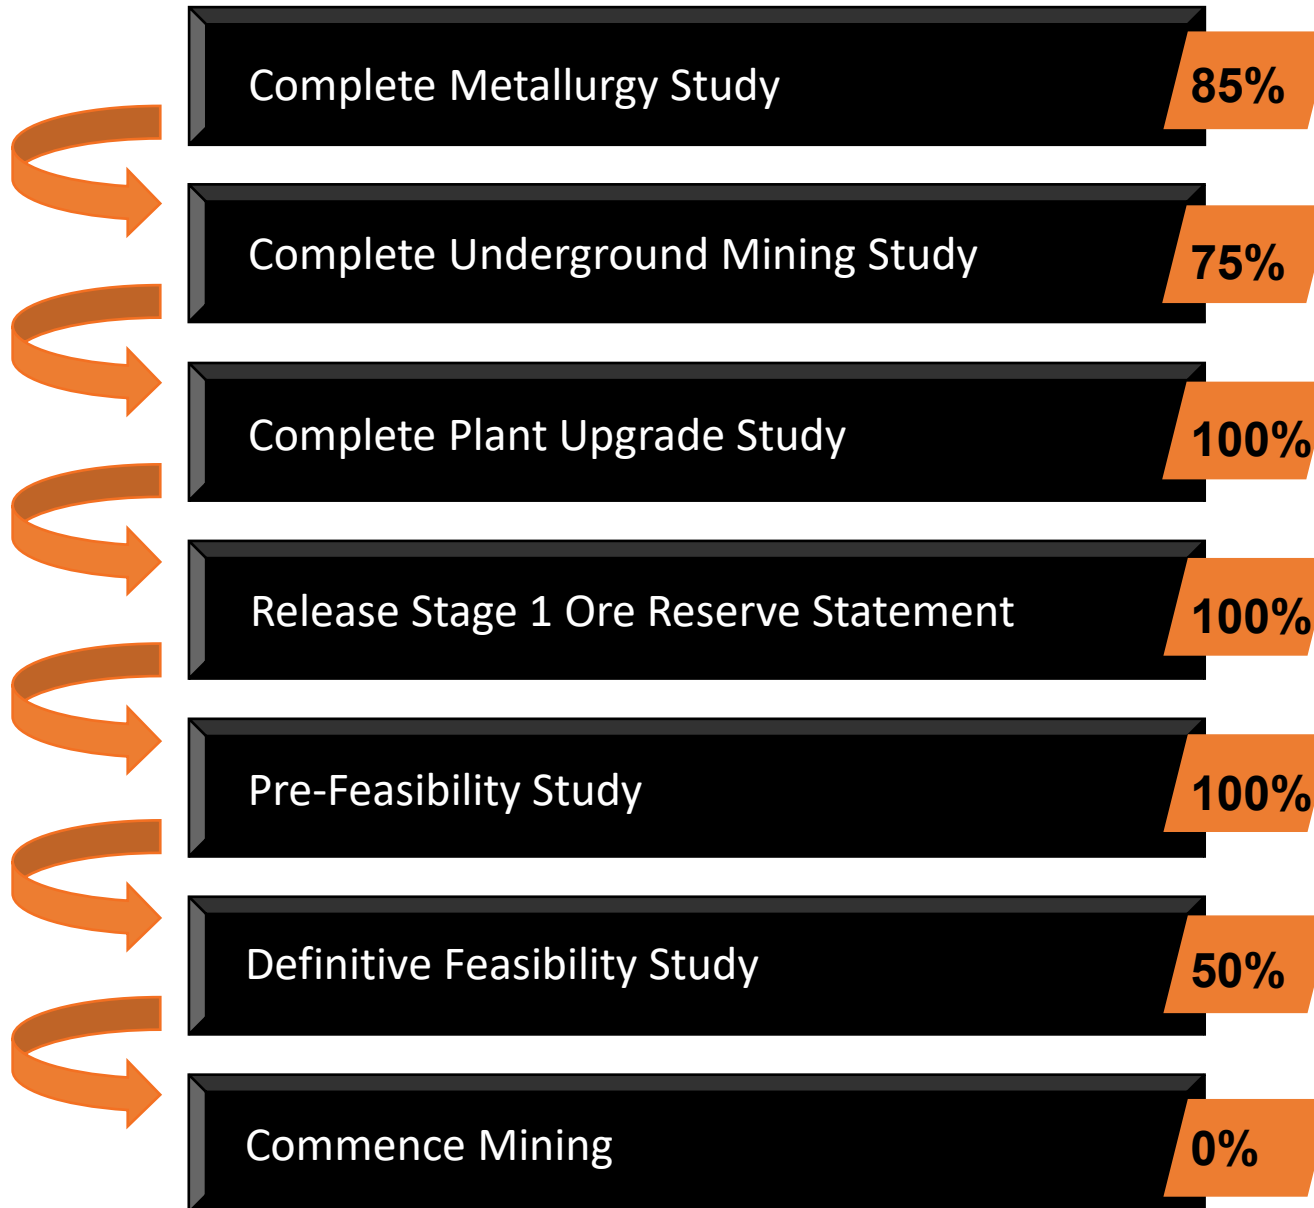 Complete Metallurgy Study 85%
Complete Underground Mining Study 75%
Complete Plant Upgrade Study 100%
Release Stage 1 Ore Reserve Statement 100%
Pre-Feasibility Study 100%
Definitive Feasibility Study 50%
Commence Mining 0%